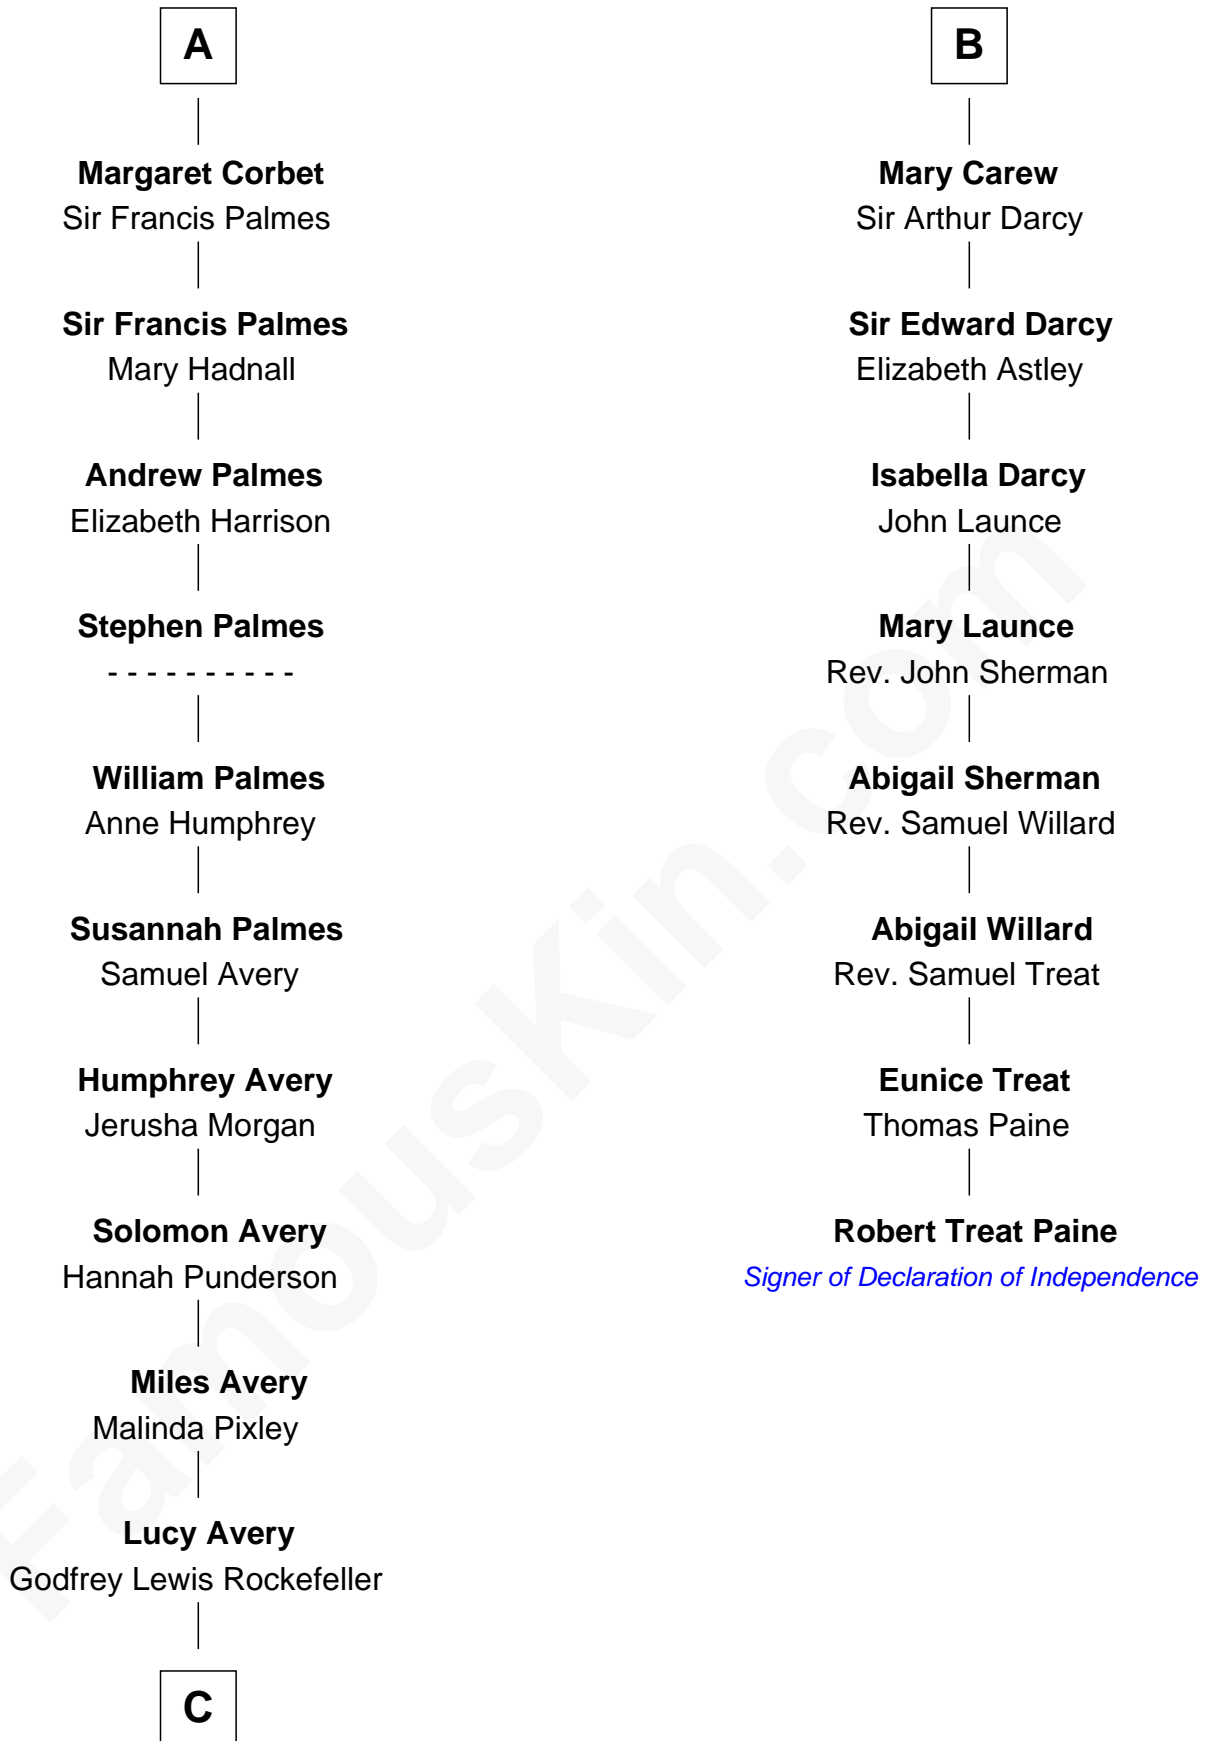 A
Margaret Corbet
Sir Francis Palmes
Sir Francis Palmes
Mary Hadnall
Andrew Palmes
Elizabeth Harrison
Stephen Palmes
- - - - - - - - - -
William Palmes
Anne Humphrey
Susannah Palmes
Samuel Avery
Humphrey Avery
Jerusha Morgan
Solomon Avery
Hannah Punderson
Miles Avery
Malinda Pixley
Lucy Avery
Godfrey Lewis Rockefeller
C
B
Mary Carew
Sir Arthur Darcy
Sir Edward Darcy
Elizabeth Astley
Isabella Darcy
John Launce
Mary Launce
Rev. John Sherman
Abigail Sherman
Rev. Samuel Willard
Abigail Willard
Rev. Samuel Treat
Eunice Treat
Thomas Paine
Robert Treat Paine
Signer of Declaration of Independence
FamousKin.com